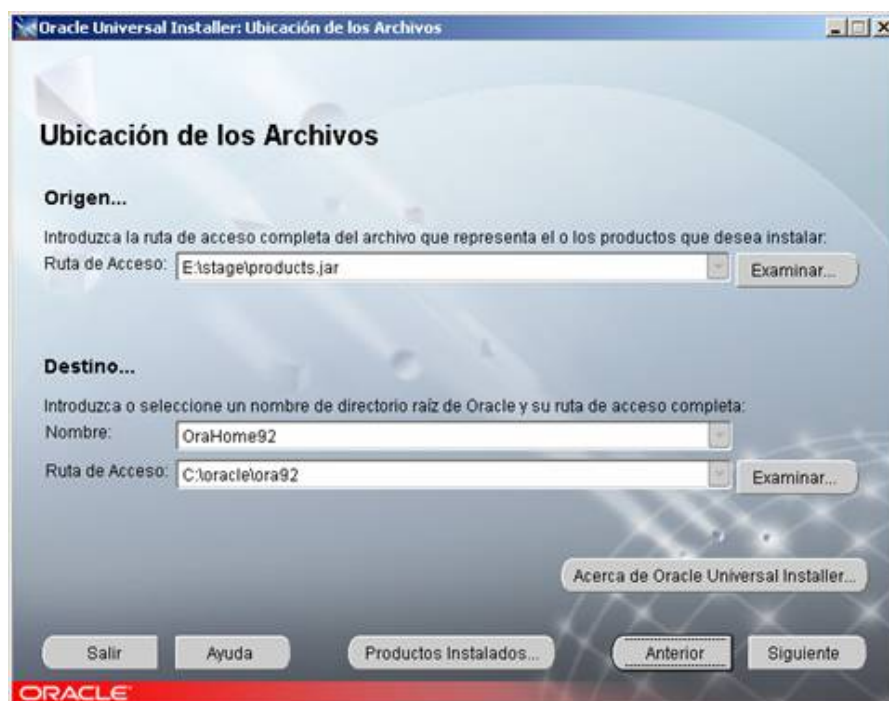 Oracle Universal Installer: Ubicación de los Archivos
Ubicación de los Archivos
Origen...
Introduzca la ruta de acceso completa del archivo que representa el o los productos que desea instalar:
Ruta de Acceso: E:\stage\products.jar Examinar...
Destino...
Introduzca o seleccione un nombre de directorio raíz de Oracle y su ruta de acceso completa:
Nombre: OraHome92
Ruta de Acceso: C:\oracle\ora92 Examinar...
Acerca de Oracle Universal Installer...
Salir Ayuda Productos Instalados... Anterior Siguiente
ORACLE